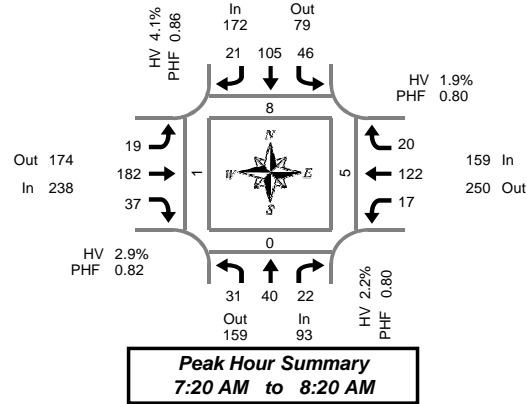 In Out
172 79
HV 4.1%
PHF 0.86
21 105 46
HV 1.9%
PHF 0.80
8
19
182
37
Out 174
In 238
1
N
W E
S
5
20
122
17
159 In
250 Out
0
HV 2.9%
PHF 0.82
31 40 22
Out In
159 93
HV 2.2%
PHF 0.80
Peak Hour Summary
7:20 AM to 8:20 AM